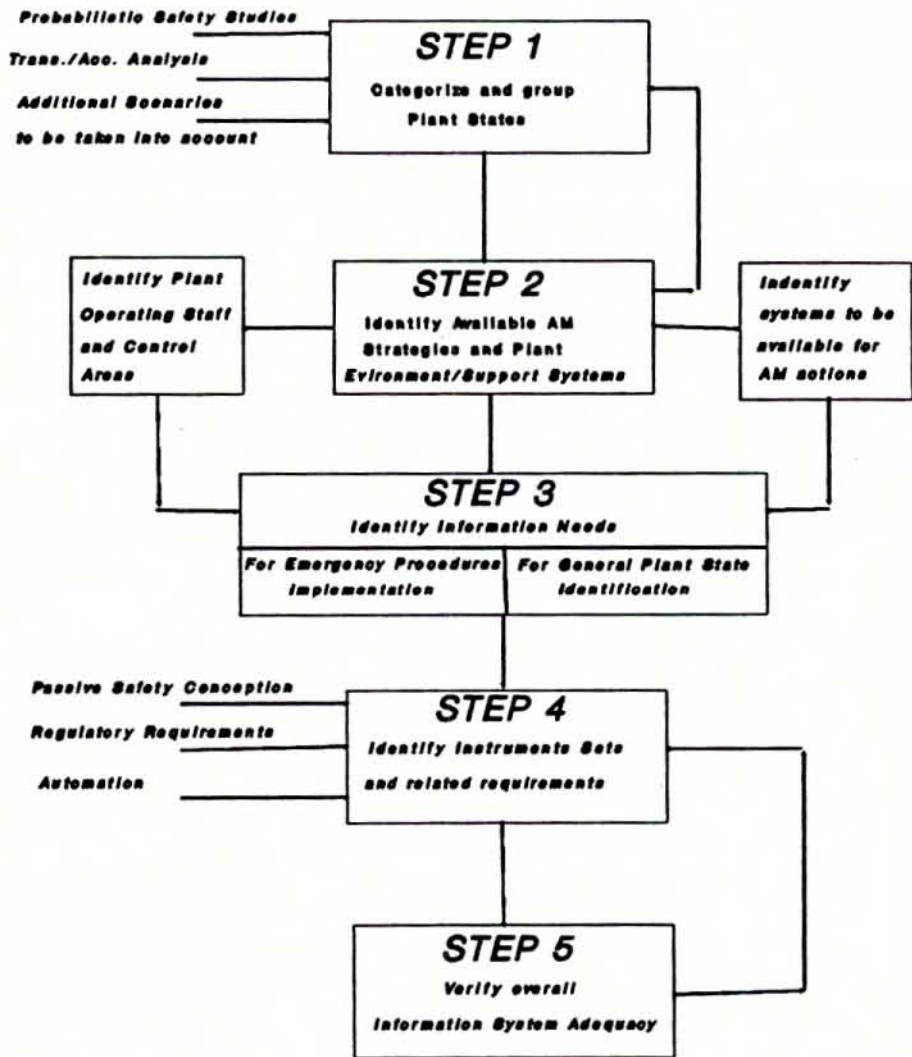 Probabilistic Safety Studies
Trans./Acc. Analysis
Additional Scenaries
to be taken into account
STEP 1
Categorize and group
Plant States
Identify Plant
Operating Staff
and Control
Areas
STEP 2
Identify Available AM
Strategies and Plant
Evironment/Support Systems
Indentify
systems to be
available for
AM actions
STEP 3
Identify Information Needs
For Emergency Procedures
Implementation
For General Plant State
Identification
Passive Safety Conception
Regulatory Requirements
Automation
STEP 4
Identify Instruments Sets
and related requirements
STEP 5
Verify overall
Information System Adequacy